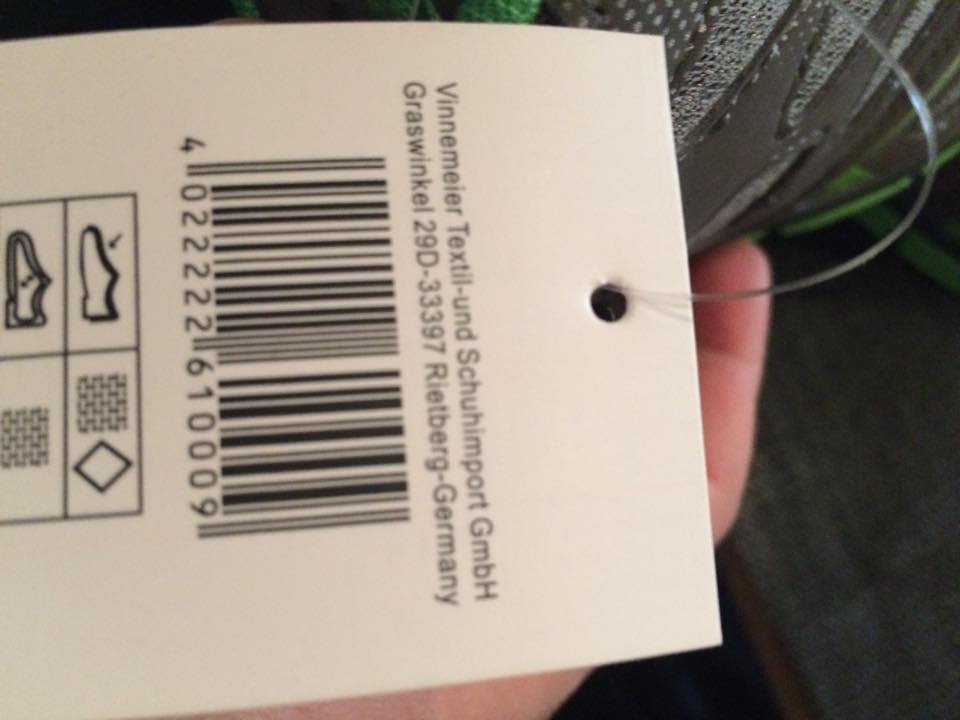 Vinnemeier Textil-und Schuhimport GmbH
Graswinkel 29D-33397 Rietberg-Germany
4 022222 610009